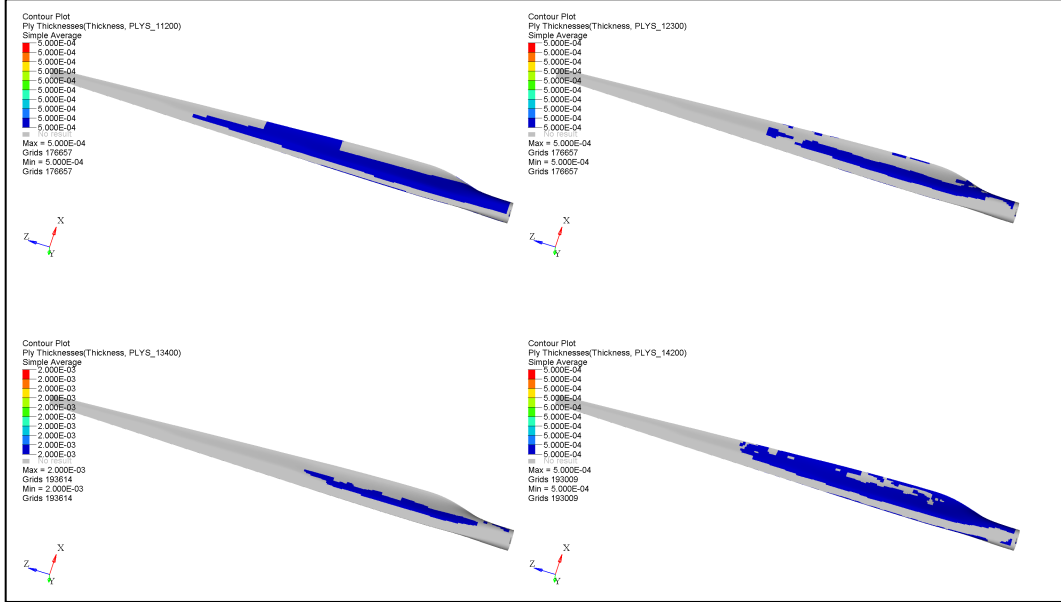 Contour Plot
Ply Thicknesses(Thickness, PLYS_11200)
Simple Average
5.000E-04
5.000E-04
5.000E-04
5.000E-04
5.000E-04
5.000E-04
5.000E-04
5.000E-04
5.000E-04
5.000E-04
No result
Max = 5.000E-04
Grids 176657
Min = 5.000E-04
Grids 176657
X
Z
Y
Contour Plot
Ply Thicknesses(Thickness, PLYS_12300)
Simple Average
5.000E-04
5.000E-04
5.000E-04
5.000E-04
5.000E-04
5.000E-04
5.000E-04
5.000E-04
5.000E-04
5.000E-04
No result
Max = 5.000E-04
Grids 176657
Min = 5.000E-04
Grids 176657
X
Z
Y
Contour Plot
Ply Thicknesses(Thickness, PLYS_13400)
Simple Average
2.000E-03
2.000E-03
2.000E-03
2.000E-03
2.000E-03
2.000E-03
2.000E-03
2.000E-03
2.000E-03
2.000E-03
No result
Max = 2.000E-03
Grids 193614
Min = 2.000E-03
Grids 193614
X
Z
Y
Contour Plot
Ply Thicknesses(Thickness, PLYS_14200)
Simple Average
5.000E-04
5.000E-04
5.000E-04
5.000E-04
5.000E-04
5.000E-04
5.000E-04
5.000E-04
5.000E-04
5.000E-04
No result
Max = 5.000E-04
Grids 193009
Min = 5.000E-04
Grids 193009
X
Z
Y